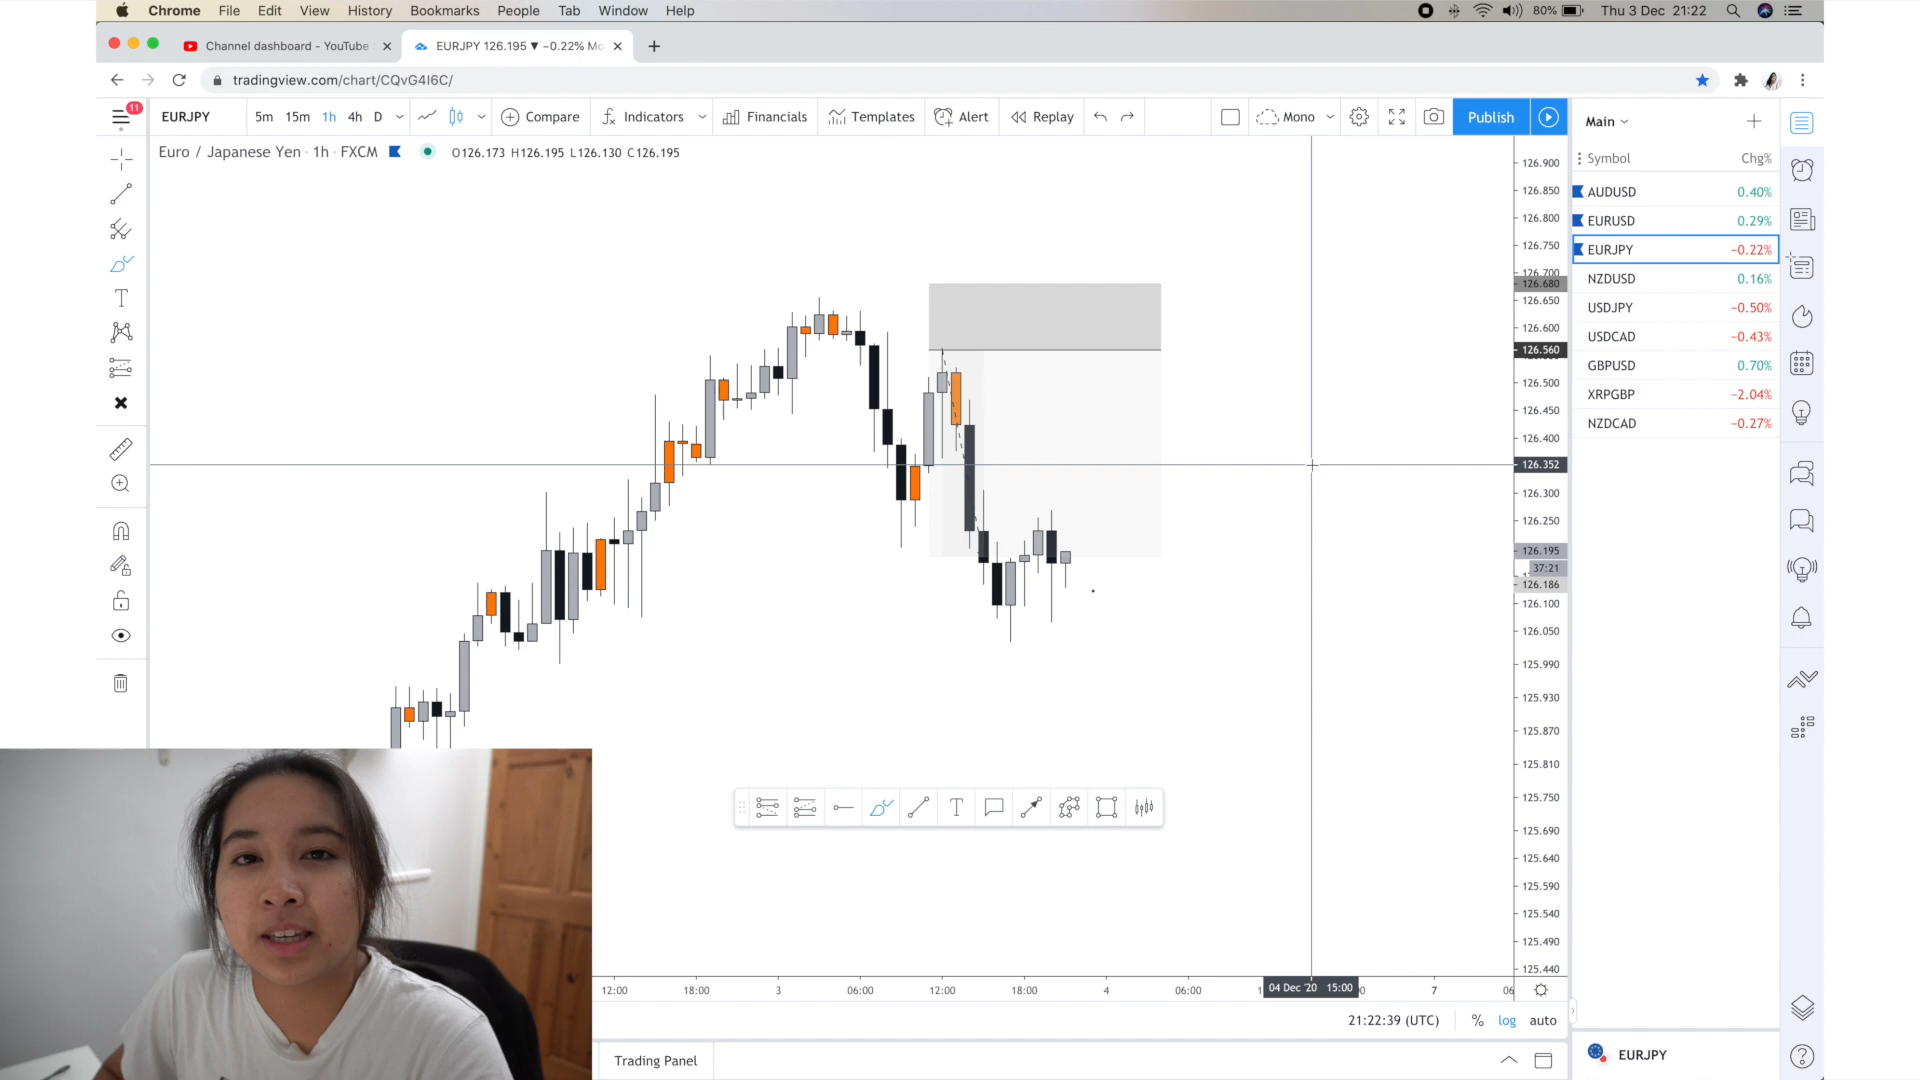 Chrome File Edit View History Bookmarks People Tab Window Help 80% Thu 3 Dec 21:22
Channel dashboard - YouTube EURJPY 126.195 ▼ −0.22% Mo
tradingview.com/chart/CQvG4I6C/
11
EURJPY 5m 15m 1h 4h D Compare Indicators Financials Templates Alert Replay Mono Publish Main
Euro / Japanese Yen · 1h · FXCM O126.173 H126.195 L126.130 C126.195
Symbol Chg%
AUDUSD 0.40%
EURUSD 0.29%
EURJPY −0.22%
NZDUSD 0.16%
USDJPY −0.50%
USDCAD −0.43%
GBPUSD 0.70%
XRPGBP −2.04%
NZDCAD −0.27%
126.900
126.850
126.800
126.750
126.700
126.680
126.650
126.600
126.560
126.500
126.450
126.400
126.352
126.300
126.250
126.195
37:21
126.186
126.100
126.050
125.990
125.930
125.870
125.810
125.750
125.690
125.640
125.590
125.540
125.490
125.440
12:00 18:00 3 06:00 12:00 18:00 4 06:00 04 Dec '20 15:00 7 06
21:22:39 (UTC) % log auto
Trading Panel
EURJPY